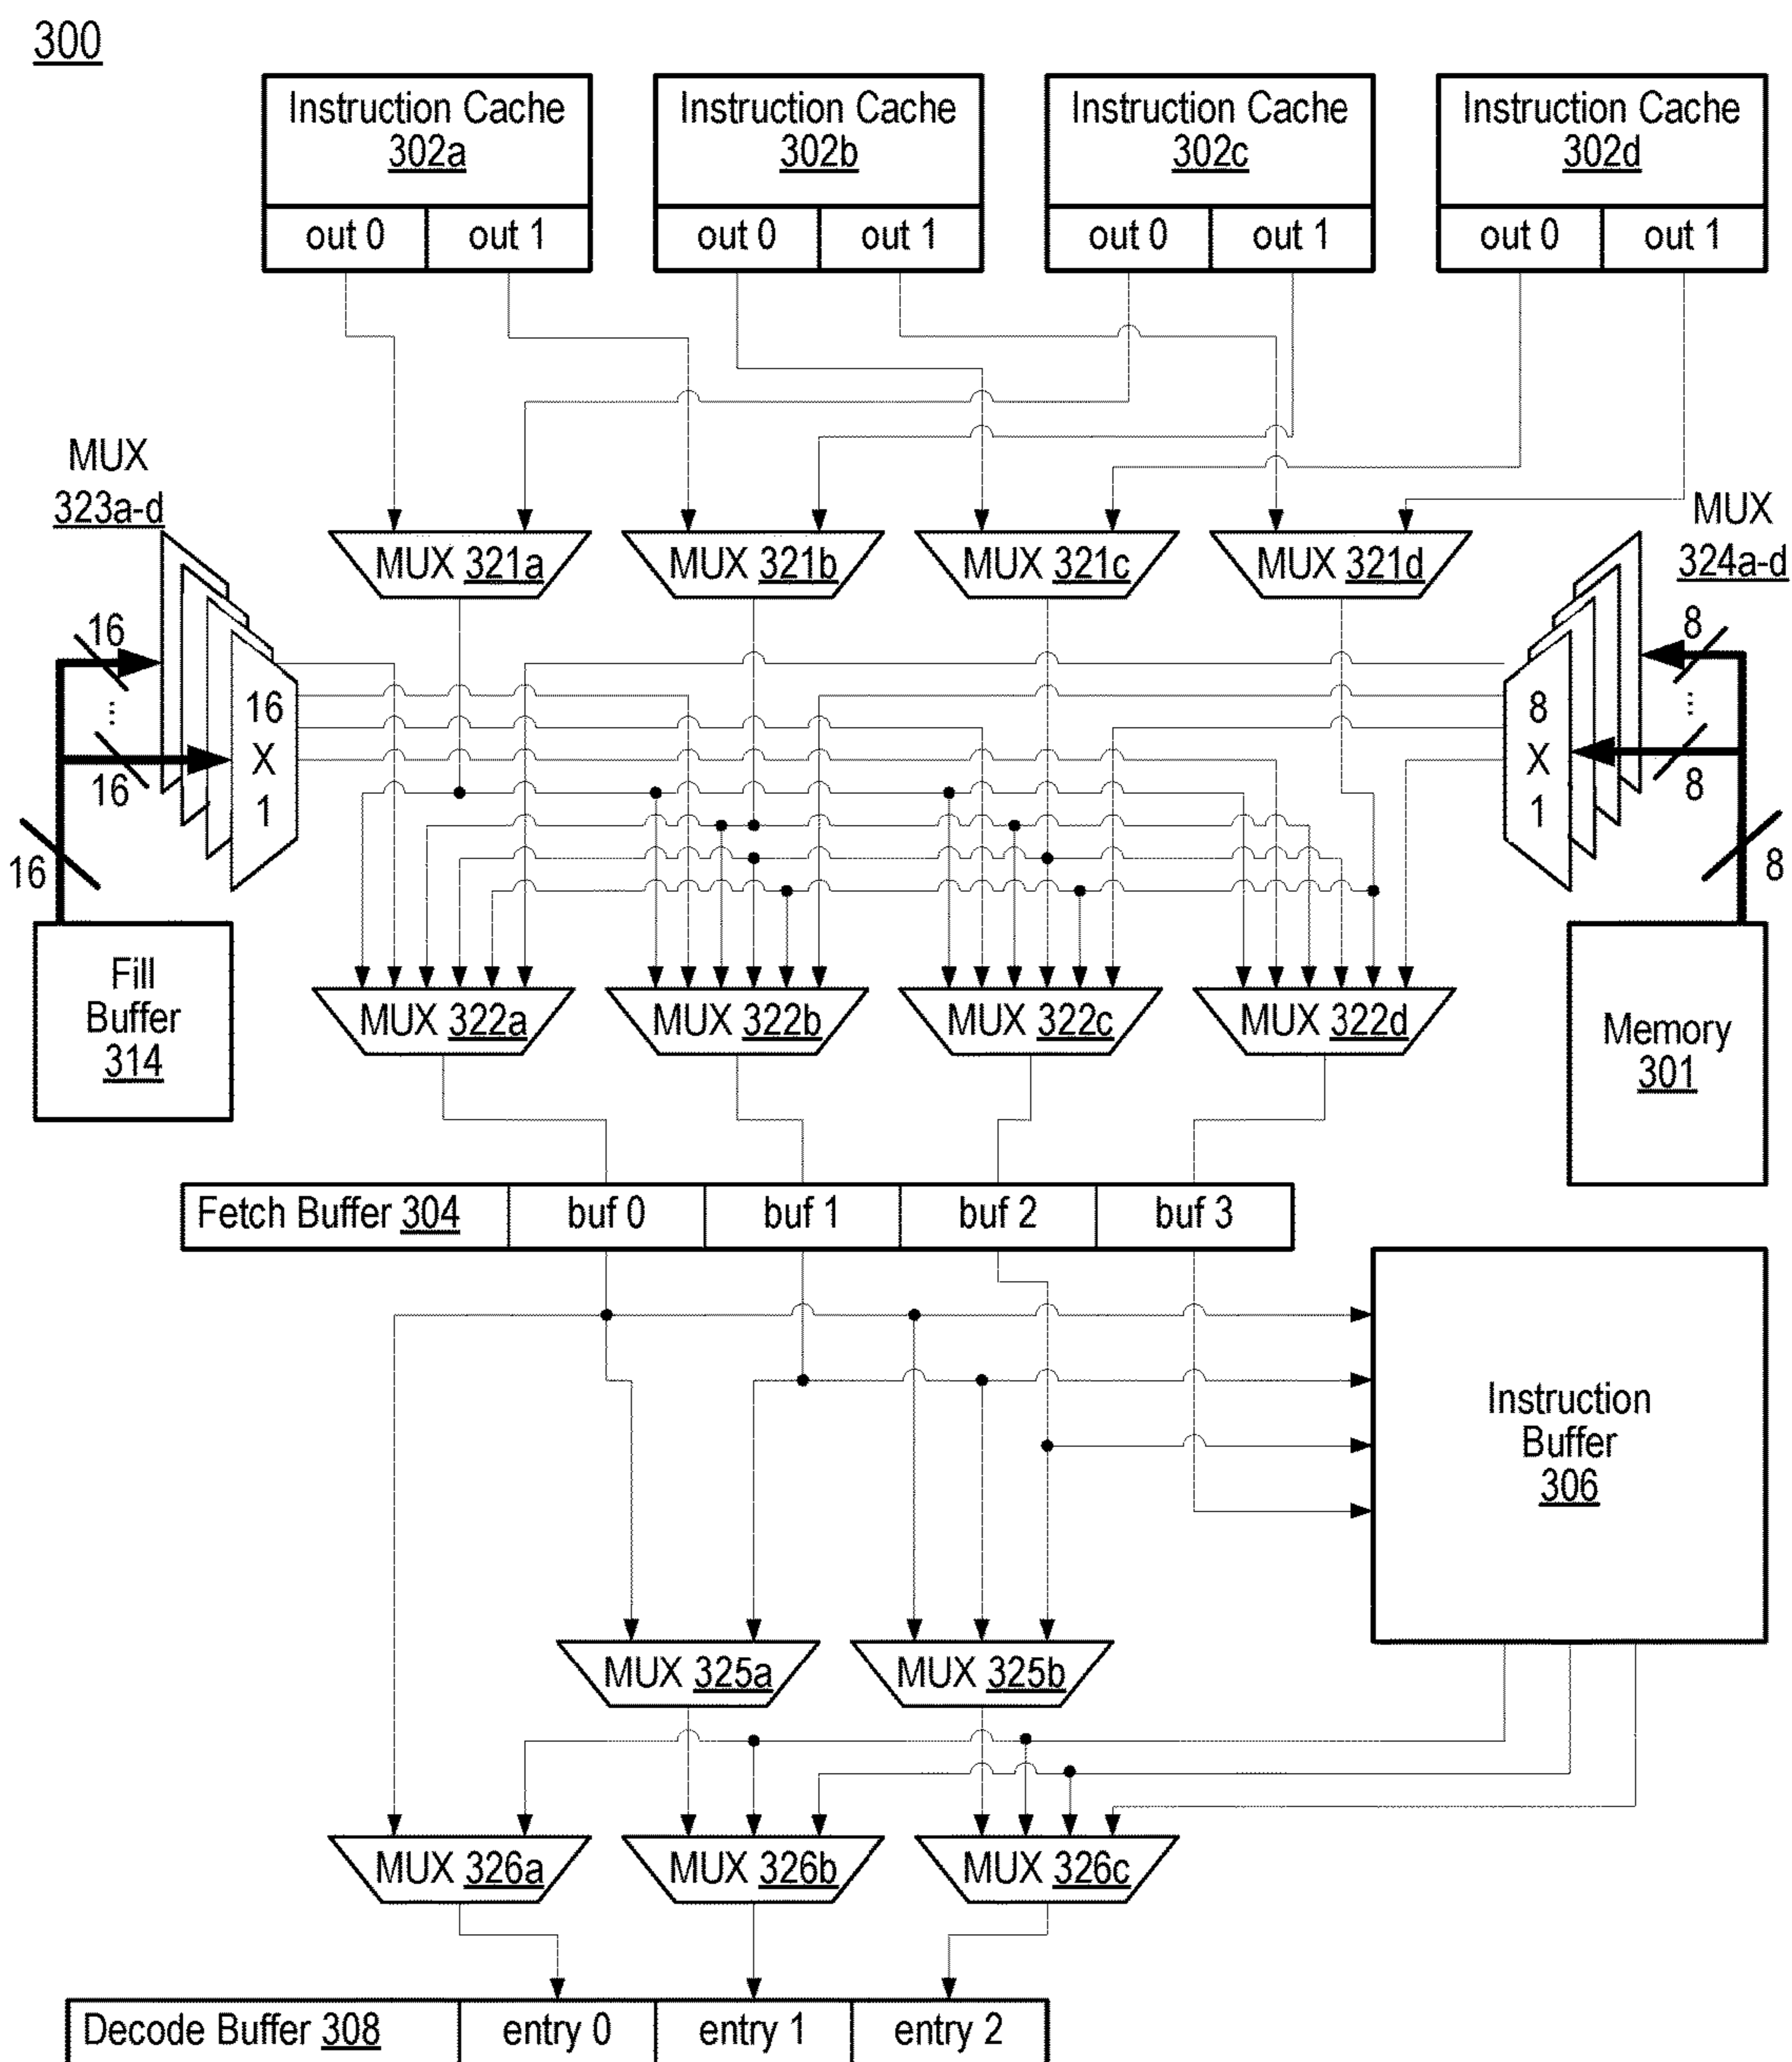 300
Instruction Cache
302a
out 0
out 1
Instruction Cache
302b
out 0
out 1
Instruction Cache
302c
out 0
out 1
Instruction Cache
302d
out 0
out 1
MUX
323a-d
MUX 321a
MUX 321b
MUX 321c
MUX 321d
MUX
324a-d
16
...
16
16
16
X
1
8
X
1
8
...
8
8
Fill
Buffer
314
MUX 322a
MUX 322b
MUX 322c
MUX 322d
Memory
301
Fetch Buffer 304
buf 0
buf 1
buf 2
buf 3
Instruction
Buffer
306
MUX 325a
MUX 325b
MUX 326a
MUX 326b
MUX 326c
Decode Buffer 308
entry 0
entry 1
entry 2